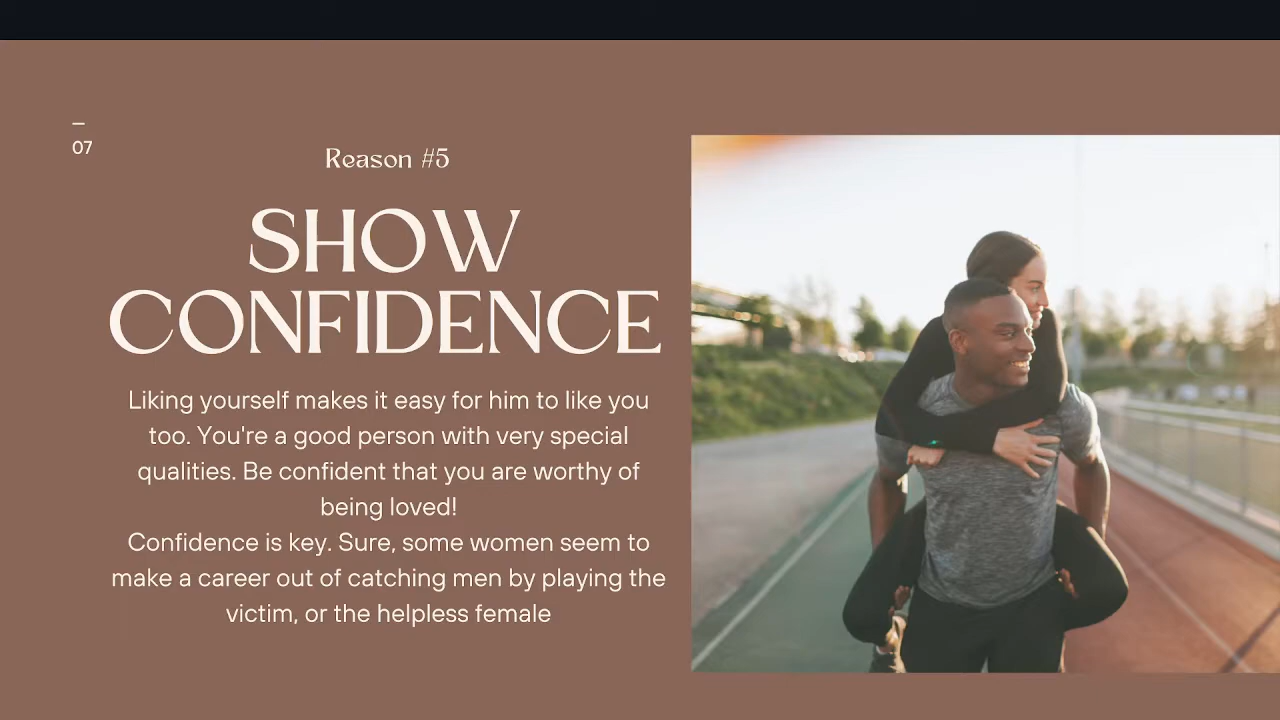 07
Reason #5
SHOW
CONFIDENCE
Liking yourself makes it easy for him to like you
too. You're a good person with very special
qualities. Be confident that you are worthy of
being loved!
Confidence is key. Sure, some women seem to
make a career out of catching men by playing the
victim, or the helpless female